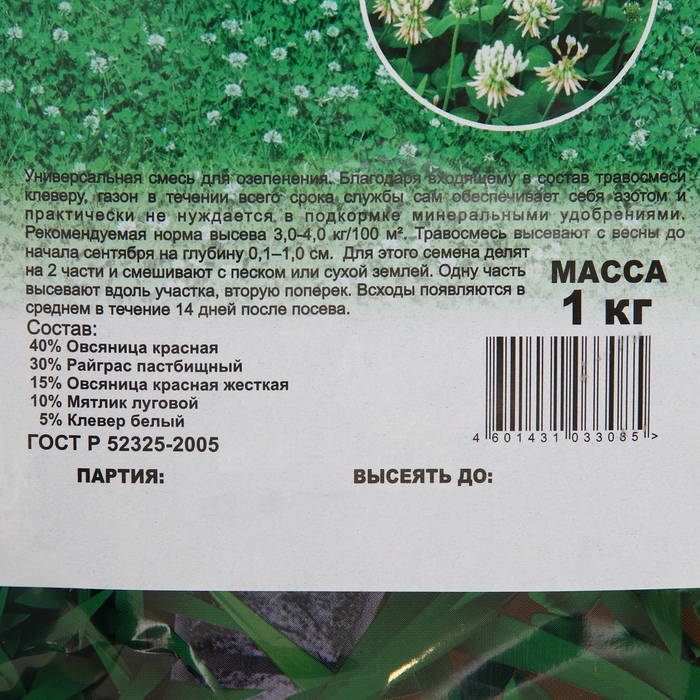 Универсальная смесь для озеленения. Благодаря входящему в состав травосмеси
клеверу, газон в течении всего срока службы сам обеспечивает себя азотом и
практически не нуждается в подкормке минеральными удобрениями.
Рекомендуемая норма высева 3,0-4,0 кг/100 м². Травосмесь высевают с весны до
начала сентября на глубину 0,1–1,0 см. Для этого семена делят
на 2 части и смешивают с песком или сухой землей. Одну часть
высевают вдоль участка, вторую поперек. Всходы появляются в
среднем в течение 14 дней после посева.
МАССА
1 кг
Состав:
40% Овсяница красная
30% Райграс пастбищный
15% Овсяница красная жесткая
10% Мятлик луговой
5% Клевер белый
ГОСТ Р 52325-2005
4 601431 033085 >
ПАРТИЯ:
ВЫСЕЯТЬ ДО: